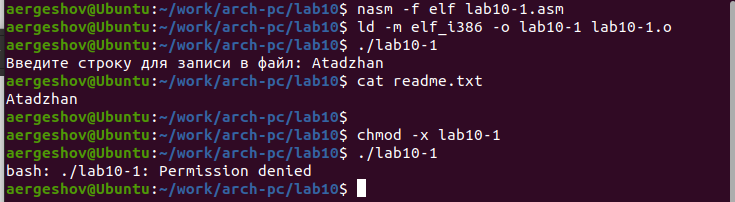 aergeshov@Ubuntu:~/work/arch-pc/lab10$ nasm -f elf lab10-1.asm
aergeshov@Ubuntu:~/work/arch-pc/lab10$ ld -m elf_i386 -o lab10-1 lab10-1.o
aergeshov@Ubuntu:~/work/arch-pc/lab10$ ./lab10-1
Введите строку для записи в файл: Atadzhan
aergeshov@Ubuntu:~/work/arch-pc/lab10$ cat readme.txt
Atadzhan
aergeshov@Ubuntu:~/work/arch-pc/lab10$
aergeshov@Ubuntu:~/work/arch-pc/lab10$ chmod -x lab10-1
aergeshov@Ubuntu:~/work/arch-pc/lab10$ ./lab10-1
bash: ./lab10-1: Permission denied
aergeshov@Ubuntu:~/work/arch-pc/lab10$